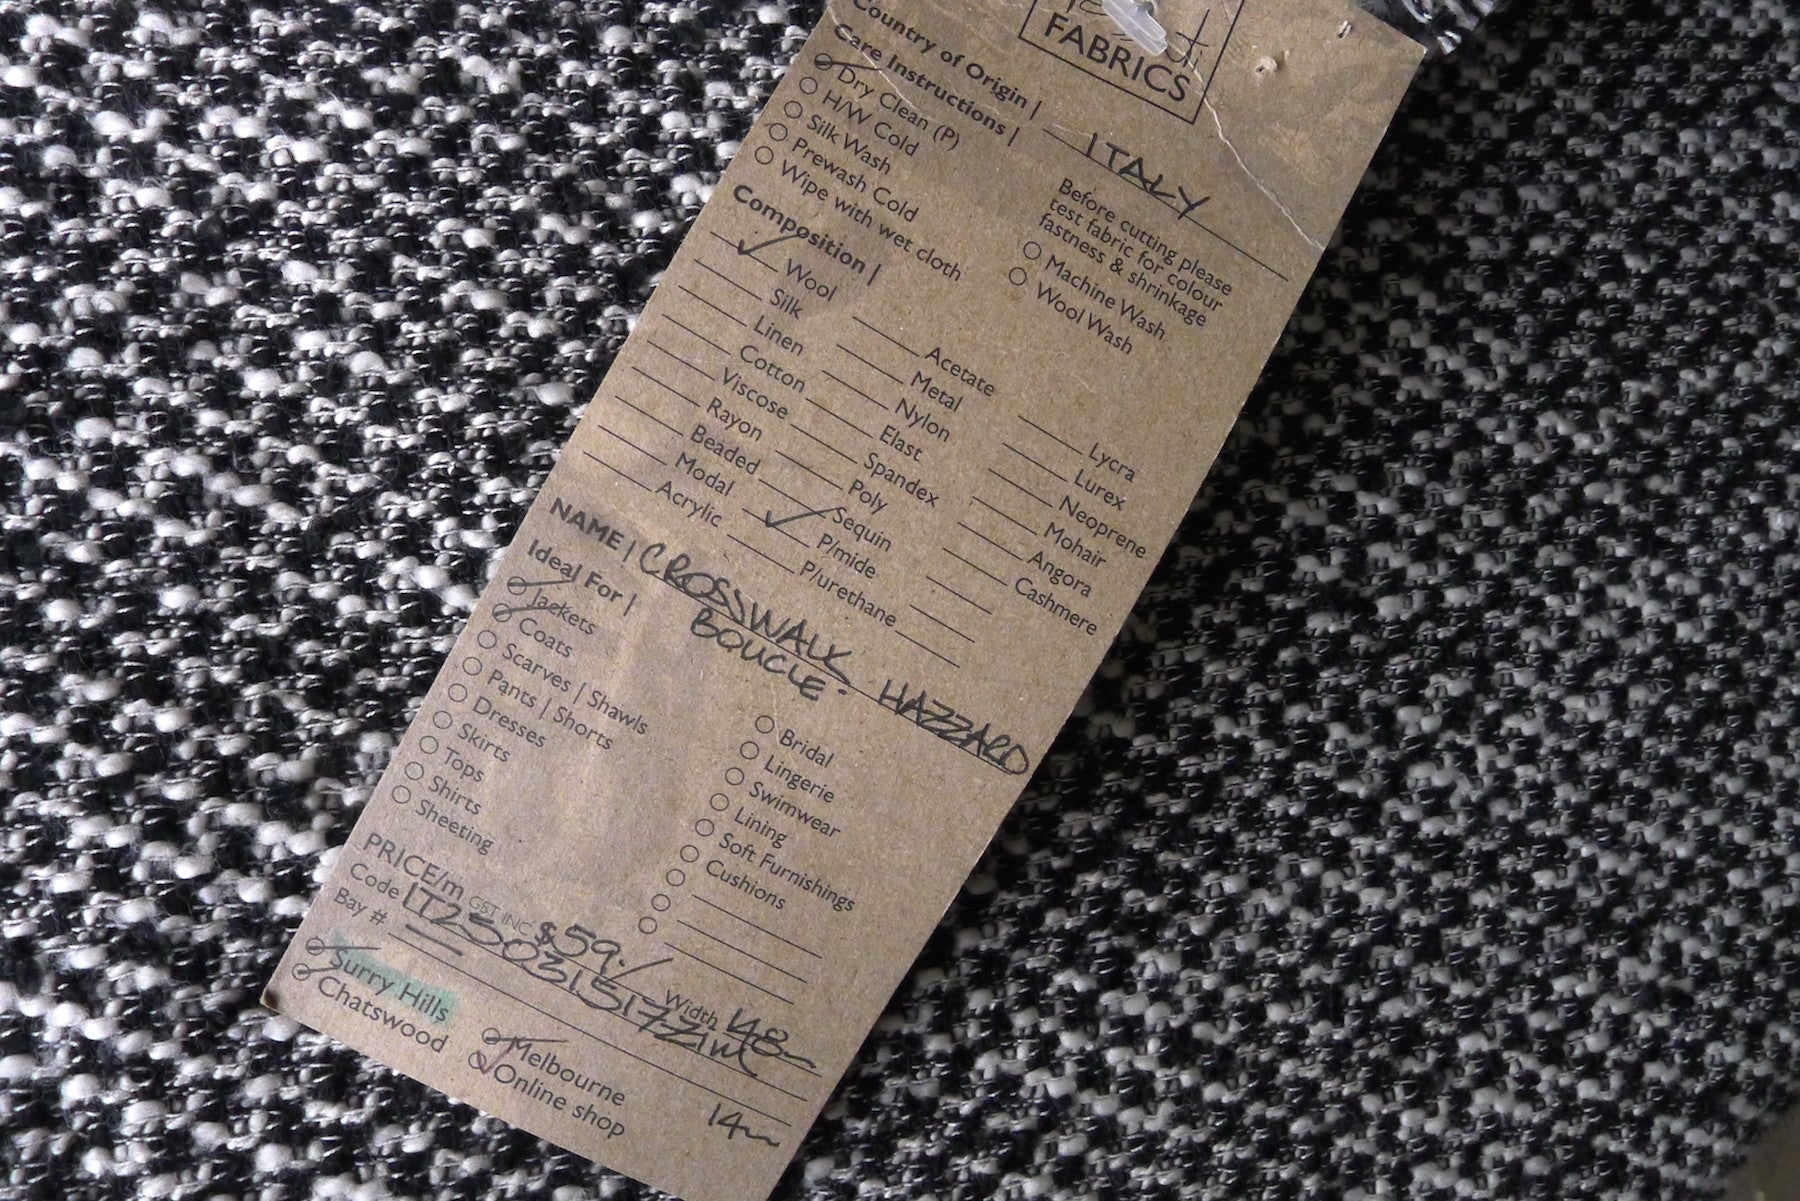 FABRICS
Country of Origin | ITALY
Care Instructions |
Dry Clean (P)
H/W Cold
Silk Wash
Prewash Cold
Wipe with wet cloth
Before cutting please
test fabric for colour
fastness & shrinkage
Machine Wash
Wool Wash
Composition |
✓ Wool
Silk
Linen
Cotton
Viscose
Rayon
Beaded
Modal
Acrylic
Acetate
Metal
Nylon
Elast.
Spandex
Poly
Sequin
✓ P/mide
P/urethane
Lycra
Lurex
Neoprene
Mohair
Angora
Cashmere
NAME | CROSSWALK HAZZARD
BOUCLE.
Ideal For |
Jackets
Coats
Scarves | Shawls
Pants | Shorts
Dresses
Skirts
Tops
Shirts
Sheeting
Bridal
Lingerie
Swimwear
Lining
Soft Furnishings
Cushions
PRICE/m GST INC $59./ Width 148
Code
Bay # —
Surry Hills
Chatswood
Melbourne
Online shop
14m